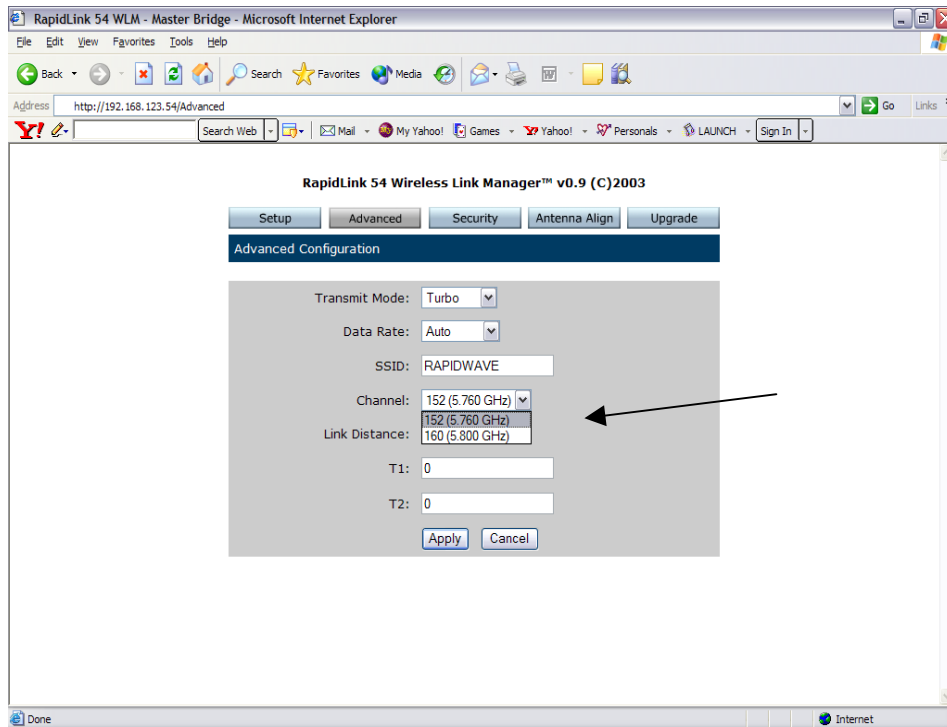 RapidLink 54 WLM - Master Bridge - Microsoft Internet Explorer
File Edit View Favorites Tools Help
Back Search Favorites Media
Address http://192.168.123.54/Advanced Go Links
Y! Search Web Mail My Yahoo! Games Yahoo! Personals LAUNCH Sign In
RapidLink 54 Wireless Link Manager™ v0.9 (C)2003
Setup Advanced Security Antenna Align Upgrade
Advanced Configuration
Transmit Mode: Turbo
Data Rate: Auto
SSID: RAPIDWAVE
Channel: 152 (5.760 GHz)
152 (5.760 GHz)
Link Distance: 160 (5.800 GHz)
T1: 0
T2: 0
Apply Cancel
Done Internet